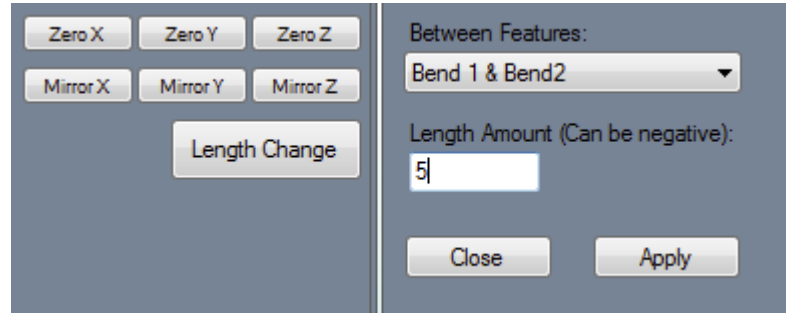 Zero X Zero Y Zero Z
Mirror X Mirror Y Mirror Z
Length Change
Between Features:
Bend 1 & Bend2
Length Amount (Can be negative):
5
Close Apply